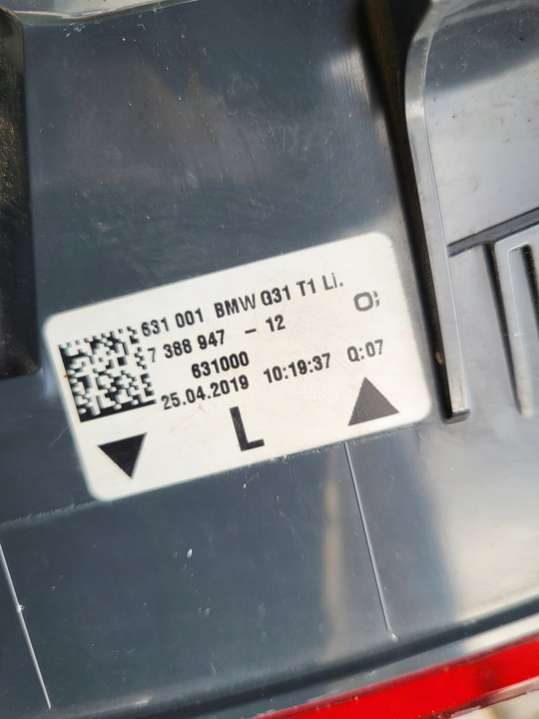 631 001 BMW G31 T1 Li.
7 388 947 - 12
631000
25.04.2019 10:19:37 Q:07
L